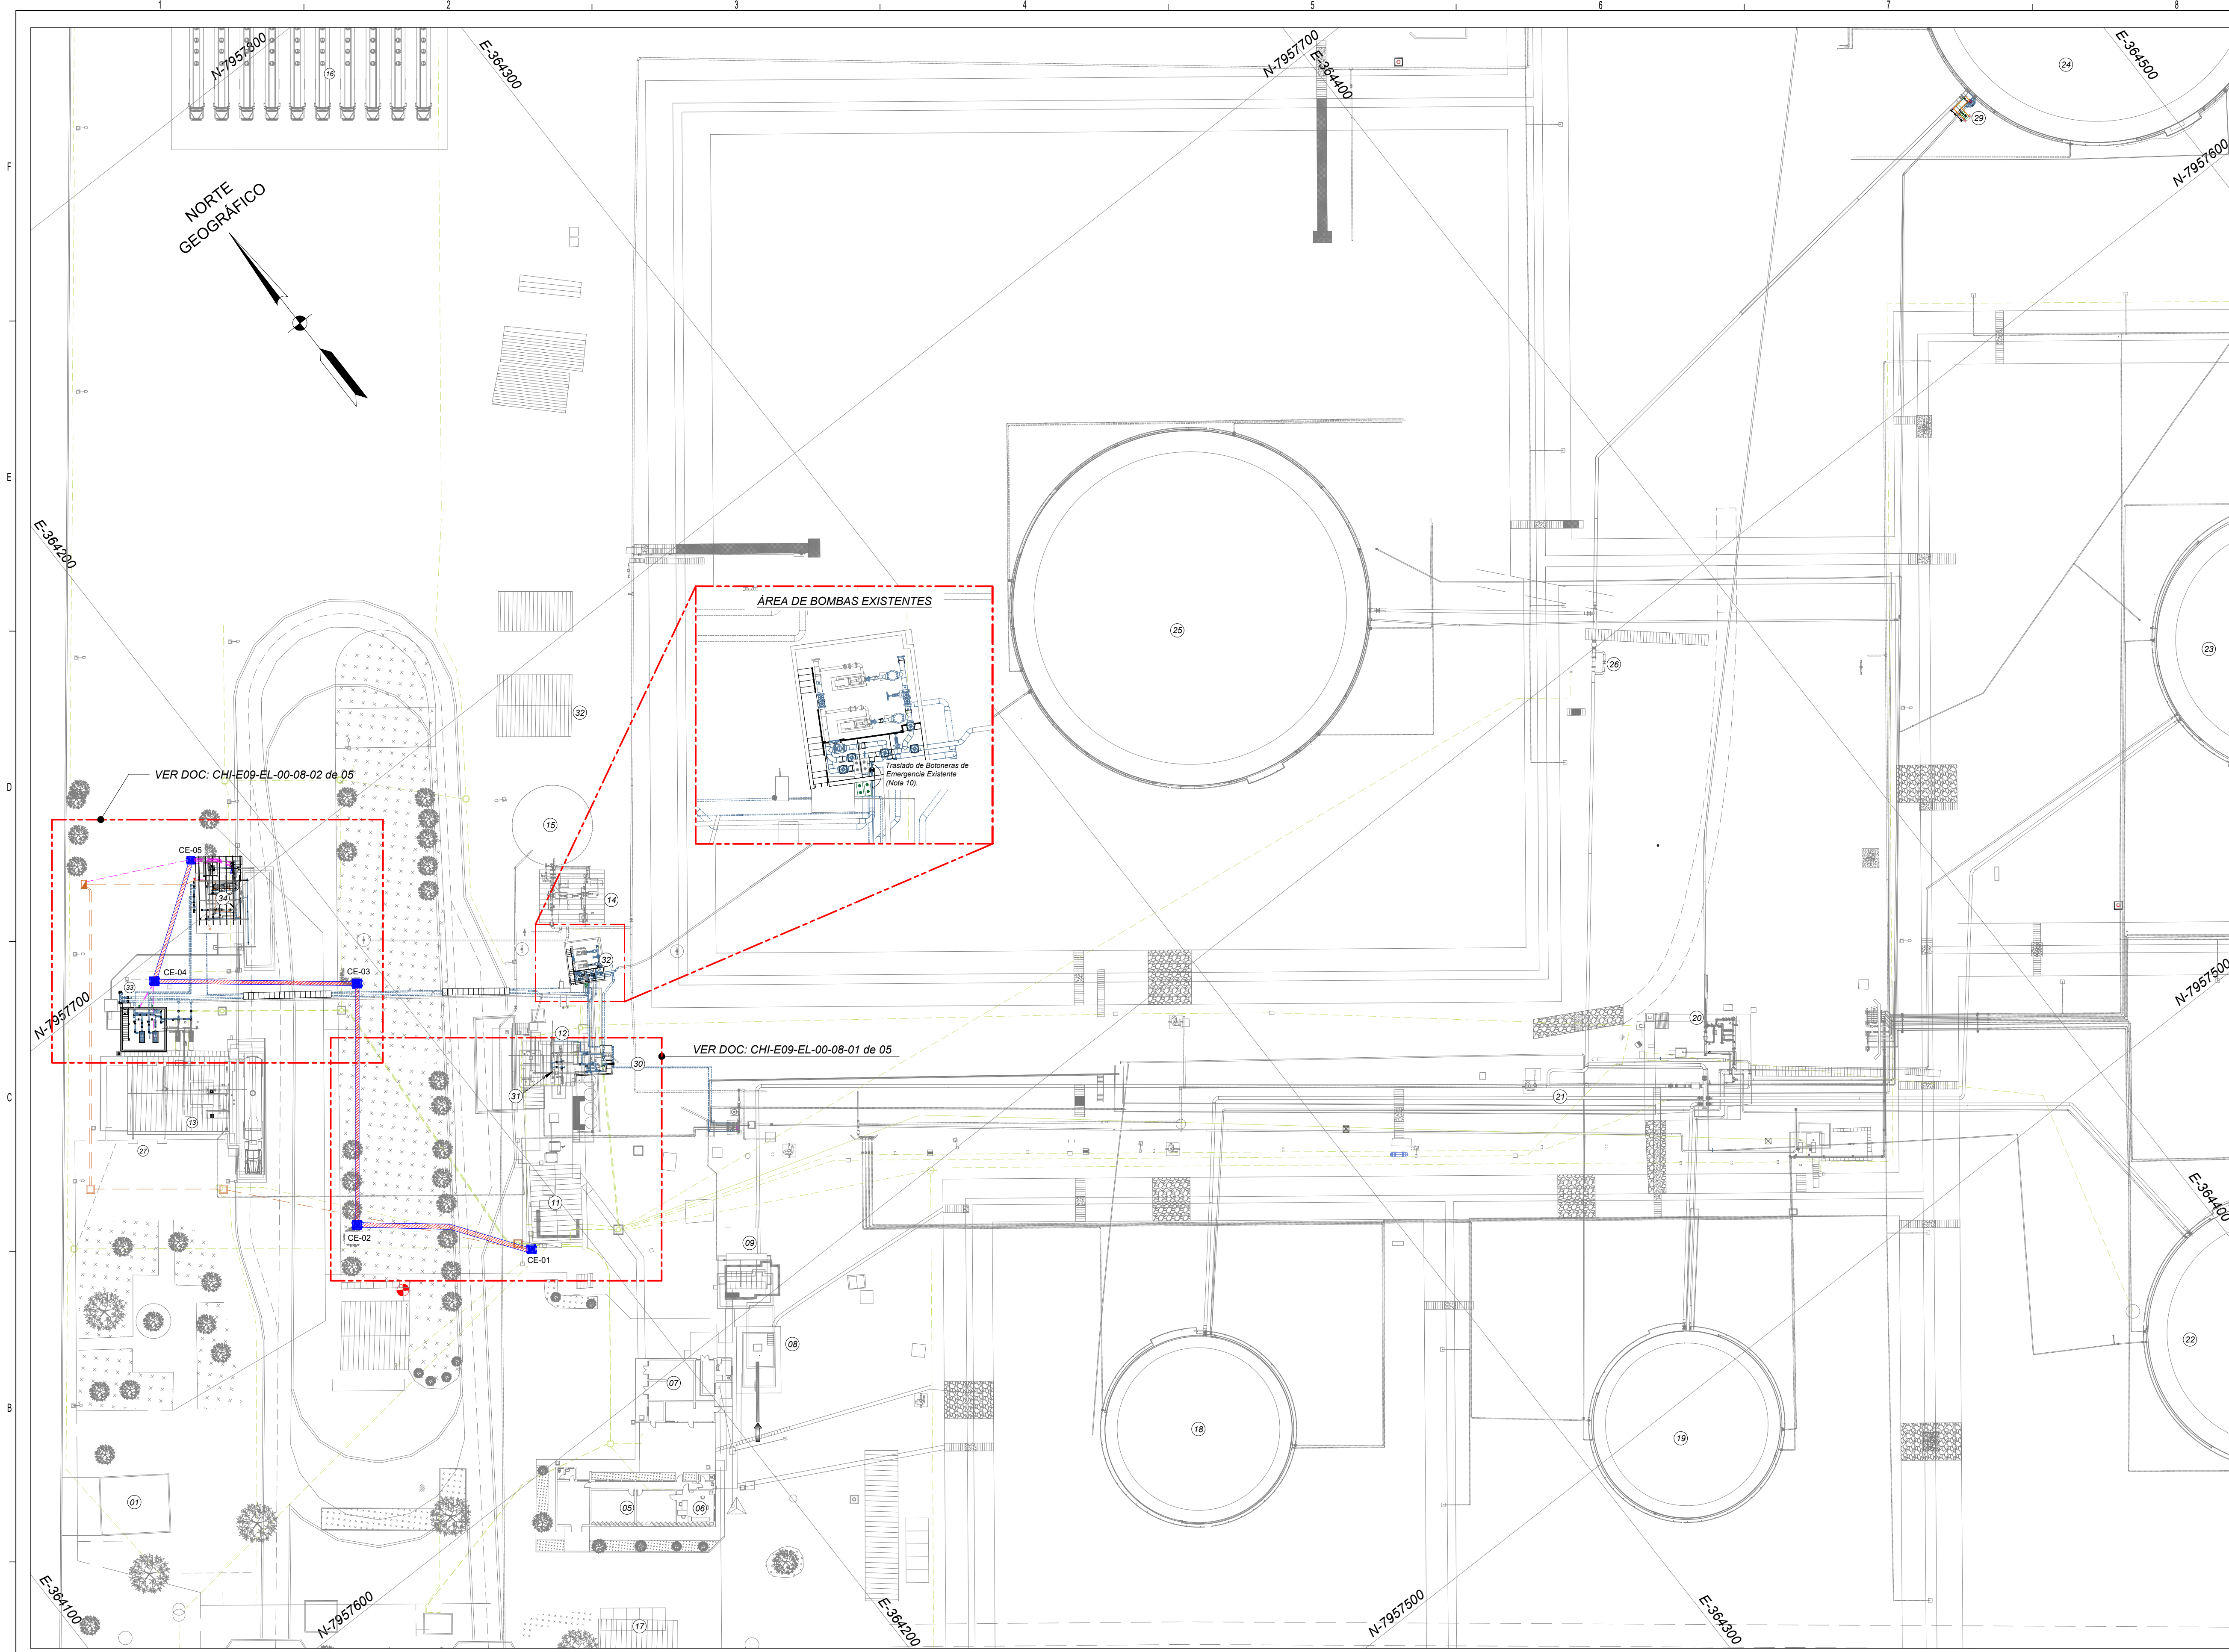 1
2
3
4
5
6
7
8
N-7957800
E-364300
N-7957700
E-364400
E-364500
16
24
29
F
N-7957600
NORTE
GEOGRÁFICO
E
E-364200
ÁREA DE BOMBAS EXISTENTES
25
26
23
32
Traslado de Botoneras de
Emergencia Existente
(Nota 10).
VER DOC: CHI-E09-EL-00-08-02 de 05
D
15
CE-05
34
14
32
CE-04
CE-03
33
N-7957700
N-7957500
20
12
VER DOC: CHI-E09-EL-00-08-01 de 05
30
31
21
C
13
27
11
E-364400
CE-02
CE-01
09
22
08
07
B
18
19
01
05
06
E-364100
N-7957600
17
E-364200
N-7957500
E-364300